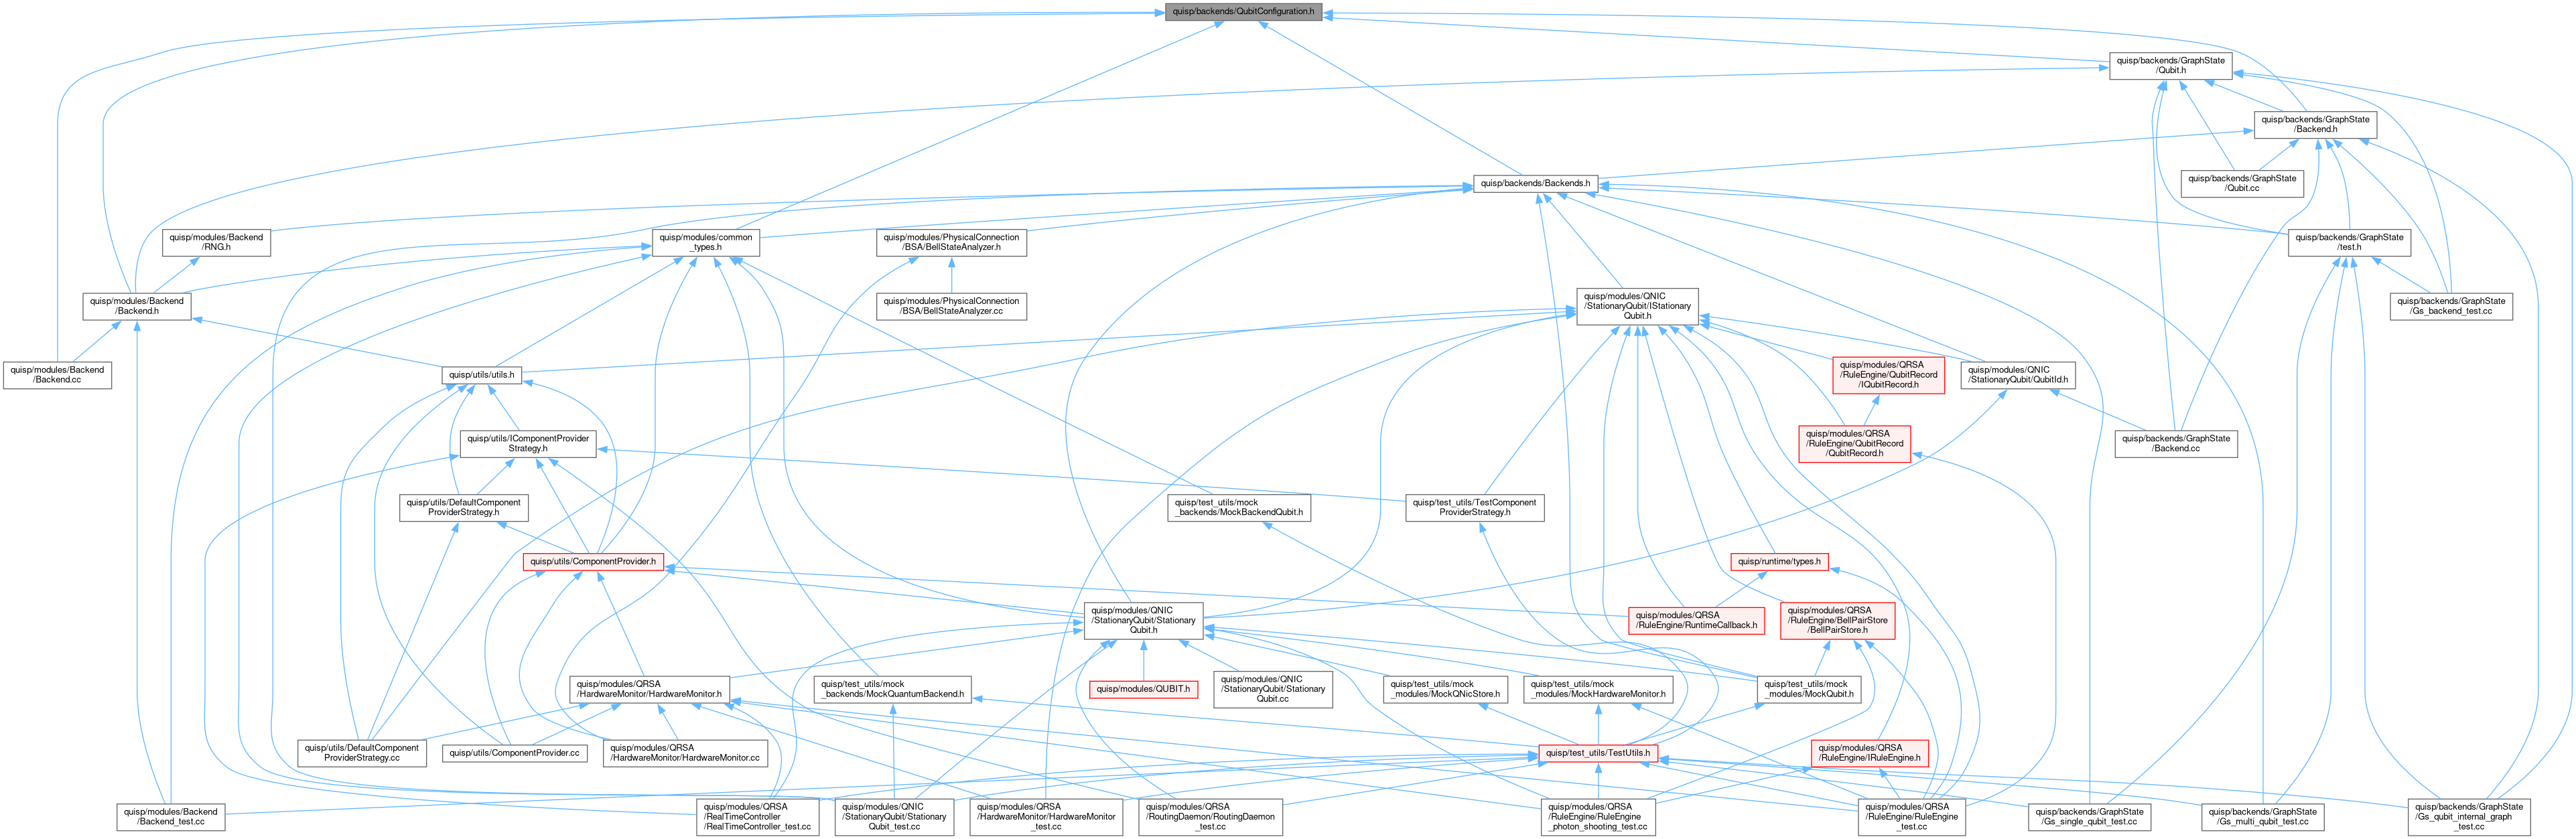 quisp/backends/QubitConfiguration.h
quisp/backends/GraphState
/Qubit.h
quisp/backends/GraphState
/Backend.h
quisp/backends/Backends.h
quisp/backends/GraphState
/Qubit.cc
quisp/modules/Backend
/RNG.h
quisp/modules/common
_types.h
quisp/modules/PhysicalConnection
/BSA/BellStateAnalyzer.h
quisp/backends/GraphState
/test.h
quisp/modules/Backend
/Backend.h
quisp/modules/PhysicalConnection
/BSA/BellStateAnalyzer.cc
quisp/modules/QNIC
/StationaryQubit/IStationary
Qubit.h
quisp/backends/GraphState
/Gs_backend_test.cc
quisp/modules/Backend
/Backend.cc
quisp/utils/utils.h
quisp/modules/QRSA
/RuleEngine/QubitRecord
/IQubitRecord.h
quisp/modules/QNIC
/StationaryQubit/QubitId.h
quisp/utils/IComponentProvider
Strategy.h
quisp/modules/QRSA
/RuleEngine/QubitRecord
/QubitRecord.h
quisp/backends/GraphState
/Backend.cc
quisp/utils/DefaultComponent
ProviderStrategy.h
quisp/test_utils/TestComponent
ProviderStrategy.h
quisp/test_utils/mock
_backends/MockBackendQubit.h
quisp/utils/ComponentProvider.h
quisp/runtime/types.h
quisp/modules/QNIC
/StationaryQubit/Stationary
Qubit.h
quisp/modules/QRSA
/RuleEngine/RuntimeCallback.h
quisp/modules/QRSA
/RuleEngine/BellPairStore
/BellPairStore.h
quisp/modules/QRSA
/HardwareMonitor/HardwareMonitor.h
quisp/test_utils/mock
_backends/MockQuantumBackend.h
quisp/modules/QUBIT.h
quisp/modules/QNIC
/StationaryQubit/Stationary
Qubit.cc
quisp/test_utils/mock
_modules/MockQNicStore.h
quisp/test_utils/mock
_modules/MockHardwareMonitor.h
quisp/test_utils/mock
_modules/MockQubit.h
quisp/utils/DefaultComponent
ProviderStrategy.cc
quisp/utils/ComponentProvider.cc
quisp/modules/QRSA
/HardwareMonitor/HardwareMonitor.cc
quisp/test_utils/TestUtils.h
quisp/modules/QRSA
/RuleEngine/IRuleEngine.h
quisp/modules/Backend
/Backend_test.cc
quisp/modules/QRSA
/RealTimeController
/RealTimeController_test.cc
quisp/modules/QNIC
/StationaryQubit/Stationary
Qubit_test.cc
quisp/modules/QRSA
/HardwareMonitor/HardwareMonitor
_test.cc
quisp/modules/QRSA
/RoutingDaemon/RoutingDaemon
_test.cc
quisp/modules/QRSA
/RuleEngine/RuleEngine
_photon_shooting_test.cc
quisp/modules/QRSA
/RuleEngine/RuleEngine
_test.cc
quisp/backends/GraphState
/Gs_single_qubit_test.cc
quisp/backends/GraphState
/Gs_multi_qubit_test.cc
quisp/backends/GraphState
/Gs_qubit_internal_graph
_test.cc